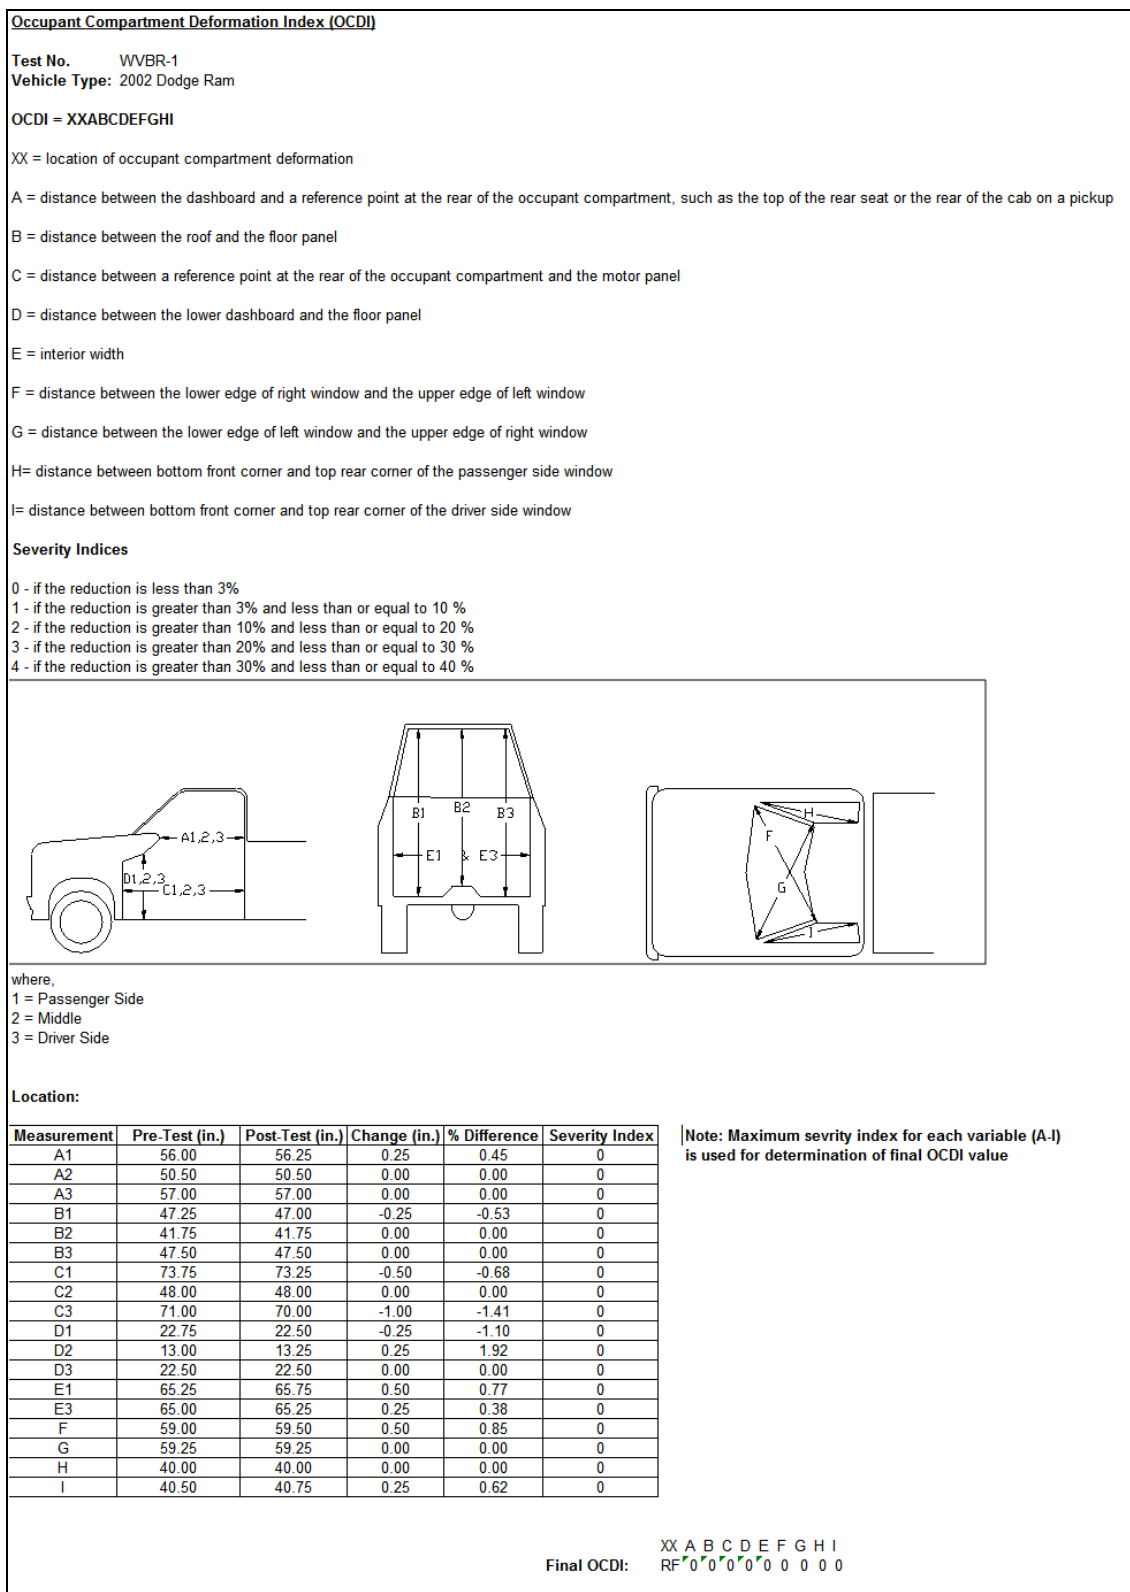 Occupant Compartment Deformation Index (OCDI)
Test No. WVBR-1
Vehicle Type: 2002 Dodge Ram
OCDI = XXABCDEFGHI
XX = location of occupant compartment deformation
A = distance between the dashboard and a reference point at the rear of the occupant compartment, such as the top of the rear seat or the rear of the cab on a pickup
B = distance between the roof and the floor panel
C = distance between a reference point at the rear of the occupant compartment and the motor panel
D = distance between the lower dashboard and the floor panel
E = interior width
F = distance between the lower edge of right window and the upper edge of left window
G = distance between the lower edge of left window and the upper edge of right window
H= distance between bottom front corner and top rear corner of the passenger side window
I= distance between bottom front corner and top rear corner of the driver side window
Severity Indices
0 - if the reduction is less than 3%
1 - if the reduction is greater than 3% and less than or equal to 10 %
2 - if the reduction is greater than 10% and less than or equal to 20 %
3 - if the reduction is greater than 20% and less than or equal to 30 %
4 - if the reduction is greater than 30% and less than or equal to 40 %
A1,2,3
D1,2,3
C1,2,3
B1 B2 B3
E1 & E3
H
F
G
I
where,
1 = Passenger Side
2 = Middle
3 = Driver Side
Location:
Measurement Pre-Test (in.) Post-Test (in.) Change (in.) % Difference Severity Index
A1 56.00 56.25 0.25 0.45 0
A2 50.50 50.50 0.00 0.00 0
A3 57.00 57.00 0.00 0.00 0
B1 47.25 47.00 -0.25 -0.53 0
B2 41.75 41.75 0.00 0.00 0
B3 47.50 47.50 0.00 0.00 0
C1 73.75 73.25 -0.50 -0.68 0
C2 48.00 48.00 0.00 0.00 0
C3 71.00 70.00 -1.00 -1.41 0
D1 22.75 22.50 -0.25 -1.10 0
D2 13.00 13.25 0.25 1.92 0
D3 22.50 22.50 0.00 0.00 0
E1 65.25 65.75 0.50 0.77 0
E3 65.00 65.25 0.25 0.38 0
F 59.00 59.50 0.50 0.85 0
G 59.25 59.25 0.00 0.00 0
H 40.00 40.00 0.00 0.00 0
I 40.50 40.75 0.25 0.62 0
Note: Maximum sevrity index for each variable (A-I)
is used for determination of final OCDI value
XX A B C D E F G H I
Final OCDI: RF 0 0 0 0 0 0 0 0 0